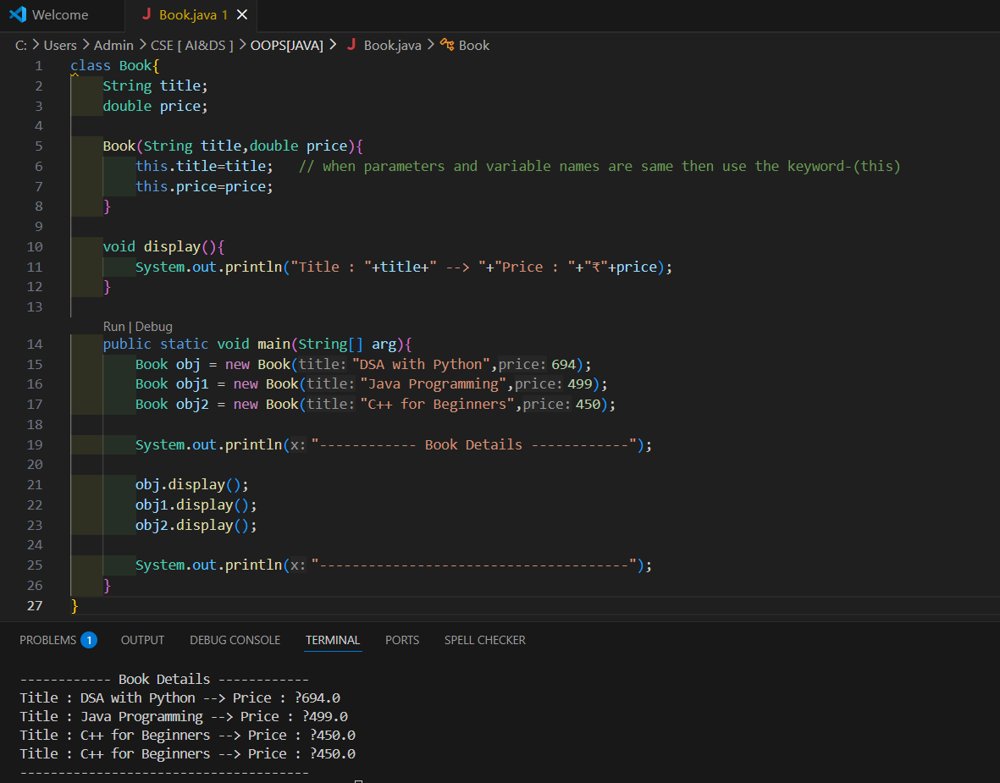 Welcome
J Book.java 1 ×
C: > Users > Admin > CSE [ AI&DS ] > OOPS[JAVA] > J Book.java > Book
1 class Book{
2     String title;
3     double price;
4
5     Book(String title,double price){
6         this.title=title;   // when parameters and variable names are same then use the keyword-(this)
7         this.price=price;
8     }
9
10     void display(){
11         System.out.println("Title : "+title+" --> "+"Price : "+"₹"+price);
12     }
13
Run | Debug
14     public static void main(String[] arg){
15         Book obj = new Book(title: "DSA with Python",price: 694);
16         Book obj1 = new Book(title: "Java Programming",price: 499);
17         Book obj2 = new Book(title: "C++ for Beginners",price: 450);
18
19         System.out.println(x: "------------ Book Details ------------");
20
21         obj.display();
22         obj1.display();
23         obj2.display();
24
25         System.out.println(x: "--------------------------------------");
26     }
27 }
PROBLEMS 1 OUTPUT DEBUG CONSOLE TERMINAL PORTS SPELL CHECKER
------------ Book Details ------------
Title : DSA with Python --> Price : ?694.0
Title : Java Programming --> Price : ?499.0
Title : C++ for Beginners --> Price : ?450.0
Title : C++ for Beginners --> Price : ?450.0
--------------------------------------